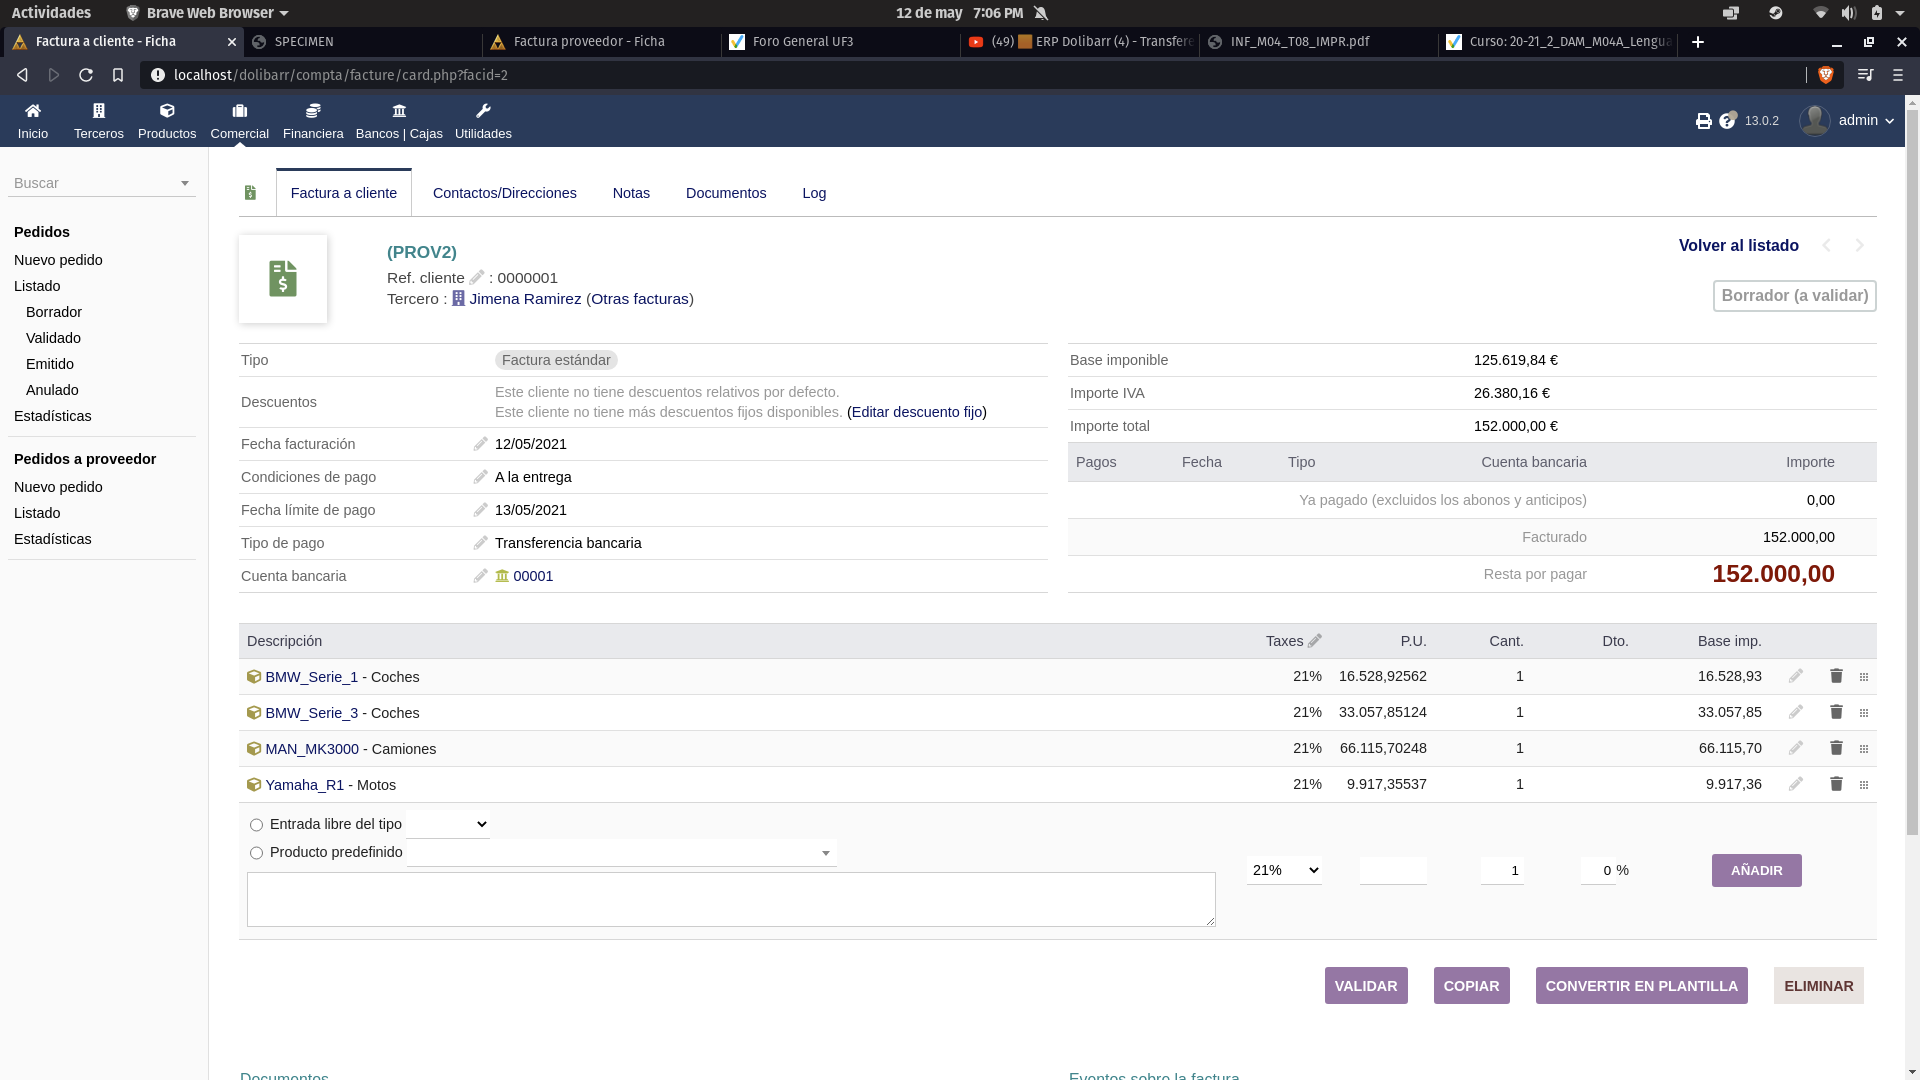 Actividades
Brave Web Browser
12 de may 7:06 PM
Factura a cliente - Ficha
SPECIMEN
Factura proveedor - Ficha
Foro General UF3
(49) ERP Dolibarr (4) - Transfere
INF_M04_T08_IMPR.pdf
Curso: 20-21_2_DAM_M04A_Lengua
localhost/dolibarr/compta/facture/card.php?facid=2
Inicio
Terceros
Productos
Comercial
Financiera
Bancos | Cajas
Utilidades
13.0.2
admin
Buscar
Pedidos
Nuevo pedido
Listado
Borrador
Validado
Emitido
Anulado
Estadísticas
Pedidos a proveedor
Nuevo pedido
Listado
Estadísticas
Factura a cliente
Contactos/Direcciones
Notas
Documentos
Log
(PROV2)
Ref. cliente : 0000001
Tercero : Jimena Ramirez (Otras facturas)
Volver al listado
Borrador (a validar)
Tipo Factura estándar
Descuentos
Este cliente no tiene descuentos relativos por defecto.
Este cliente no tiene más descuentos fijos disponibles. (Editar descuento fijo)
Fecha facturación 12/05/2021
Condiciones de pago A la entrega
Fecha límite de pago 13/05/2021
Tipo de pago Transferencia bancaria
Cuenta bancaria 00001
Base imponible 125.619,84 €
Importe IVA 26.380,16 €
Importe total 152.000,00 €
Pagos Fecha Tipo Cuenta bancaria Importe
Ya pagado (excluidos los abonos y anticipos) 0,00
Facturado 152.000,00
Resta por pagar 152.000,00
Descripción Taxes P.U. Cant. Dto. Base imp.
BMW_Serie_1 - Coches 21% 16.528,92562 1 16.528,93
BMW_Serie_3 - Coches 21% 33.057,85124 1 33.057,85
MAN_MK3000 - Camiones 21% 66.115,70248 1 66.115,70
Yamaha_R1 - Motos 21% 9.917,35537 1 9.917,36
Entrada libre del tipo
Producto predefinido
21% 1 0 % AÑADIR
VALIDAR
COPIAR
CONVERTIR EN PLANTILLA
ELIMINAR
Documentos
Eventos sobre la factura